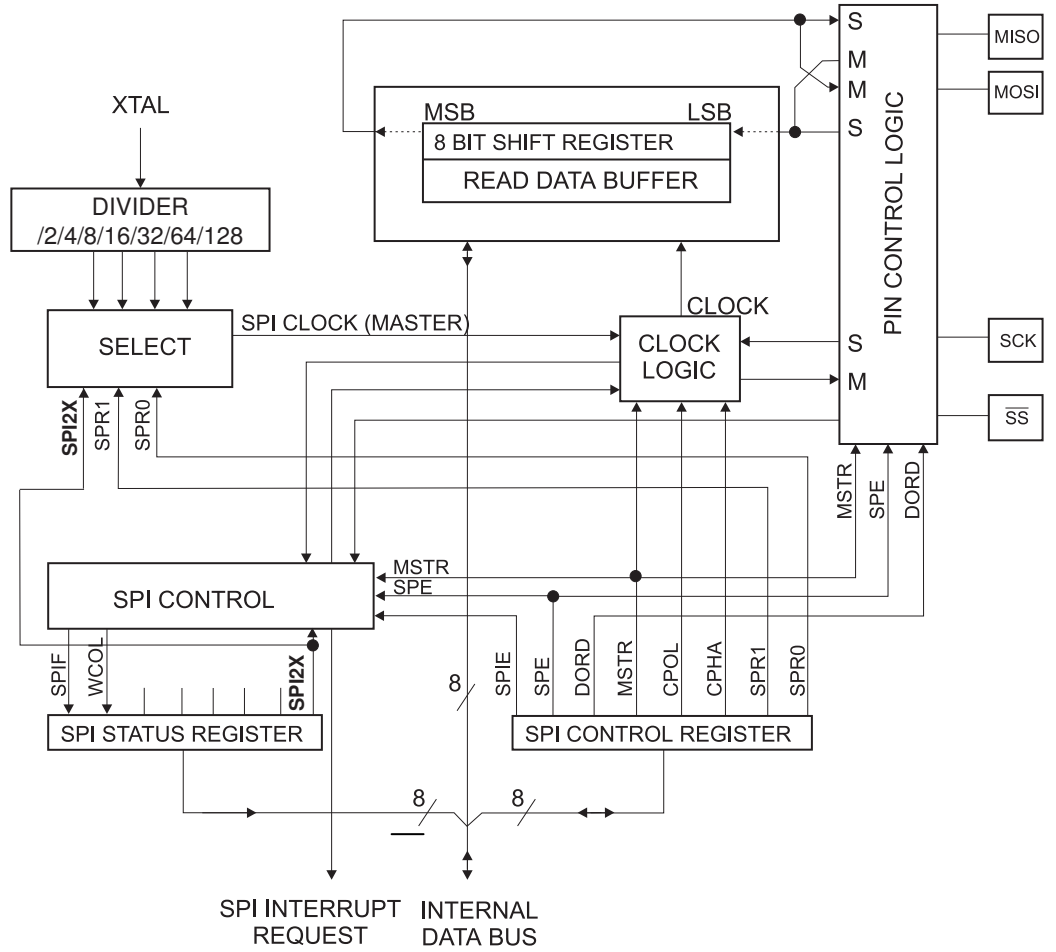 S
MISO
M
XTAL
M
MOSI
MSB
LSB
S
8 BIT SHIFT REGISTER
READ DATA BUFFER
PIN CONTROL LOGIC
DIVIDER
/2/4/8/16/32/64/128
SPI CLOCK (MASTER)
CLOCK
SELECT
CLOCK
LOGIC
S
SCK
M
SPI2X
SPR1
SPR0
SS
MSTR
SPE
DORD
MSTR
SPE
SPI CONTROL
SPIF
WCOL
SPI2X
8
SPIE
SPE
DORD
MSTR
CPOL
CPHA
SPR1
SPR0
SPI STATUS REGISTER
SPI CONTROL REGISTER
8
8
SPI INTERRUPT
REQUEST
INTERNAL
DATA BUS